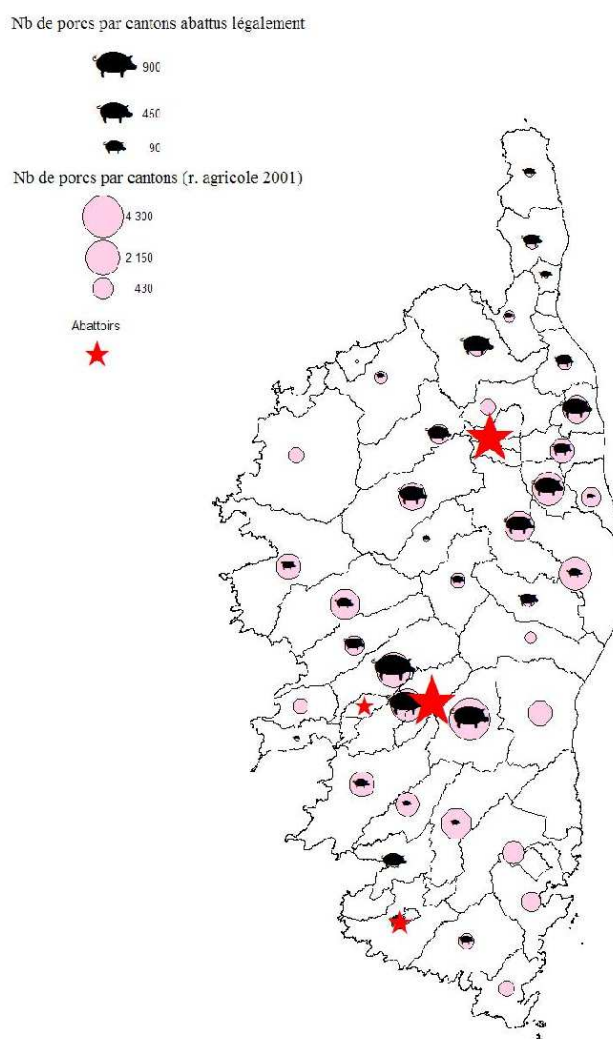 Nb de porcs par cantons abattus légalement
900
450
90
Nb de porcs par cantons (r. agricole 2001)
4 300
2 150
430
Abattoirs